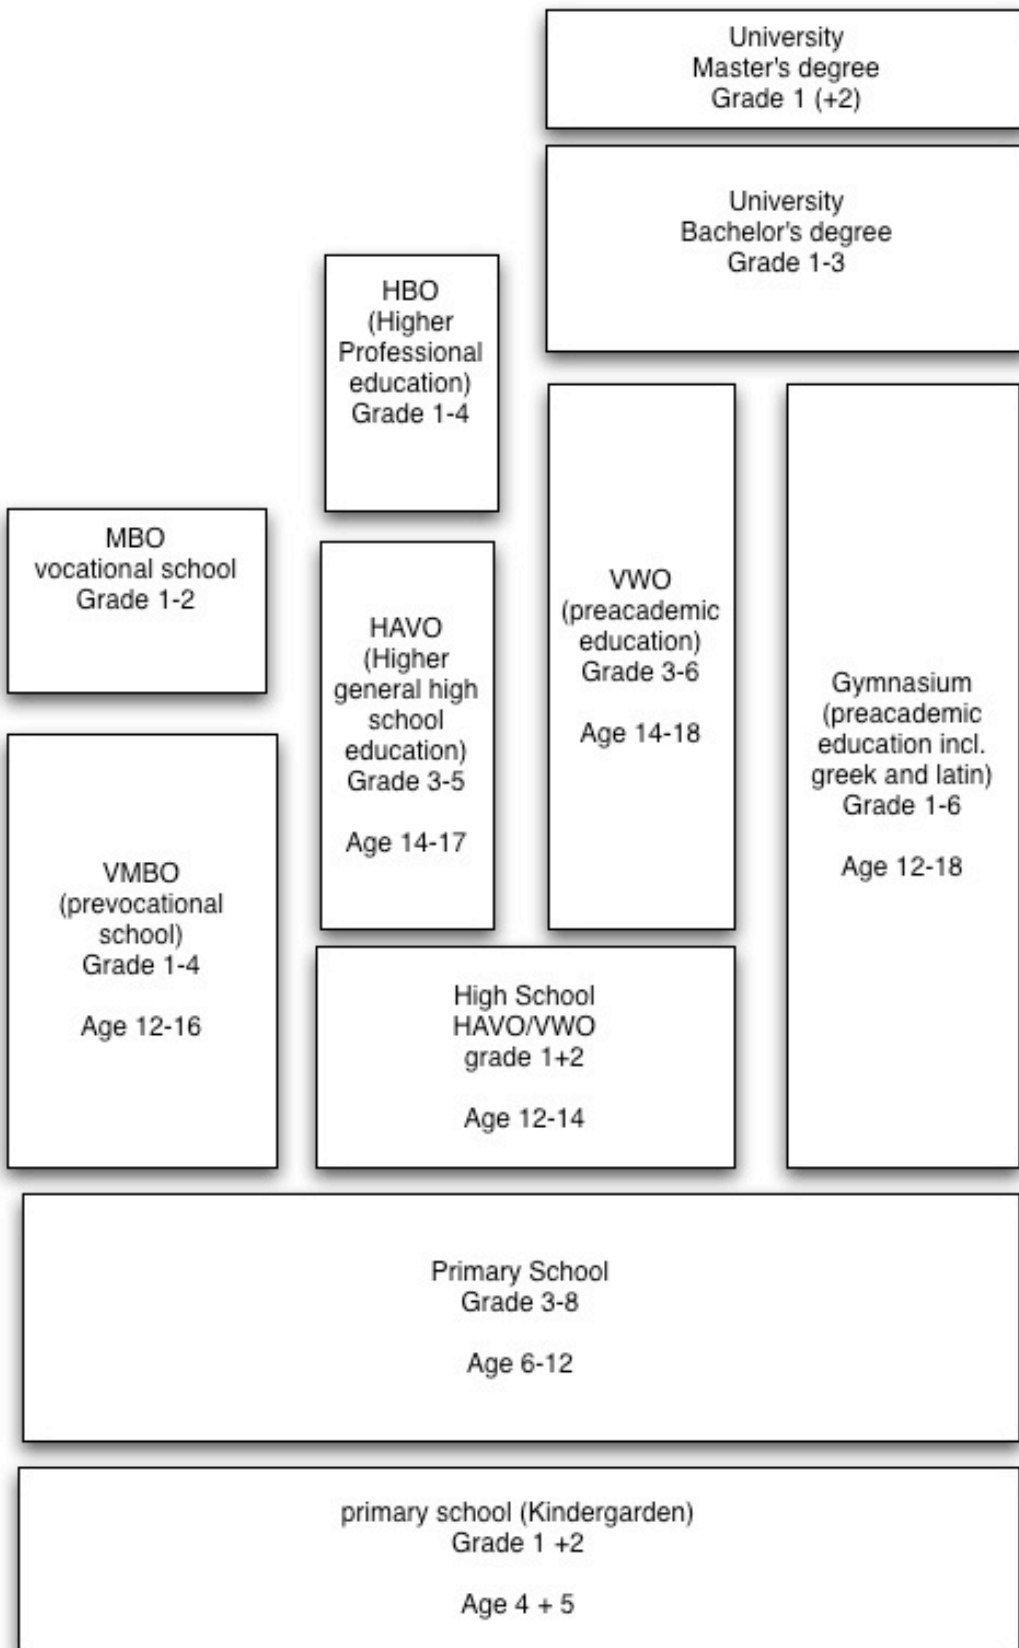 University
Master's degree
Grade 1 (+2)
University
Bachelor's degree
Grade 1-3
HBO
(Higher
Professional
education)
Grade 1-4
MBO
vocational school
Grade 1-2
HAVO
(Higher
general high
school
education)
Grade 3-5
Age 14-17
VWO
(preacademic
education)
Grade 3-6
Age 14-18
Gymnasium
(preacademic
education incl.
greek and latin)
Grade 1-6
Age 12-18
VMBO
(prevocational
school)
Grade 1-4
Age 12-16
High School
HAVO/VWO
grade 1+2
Age 12-14
Primary School
Grade 3-8
Age 6-12
primary school (Kindergarden)
Grade 1 +2
Age 4 + 5